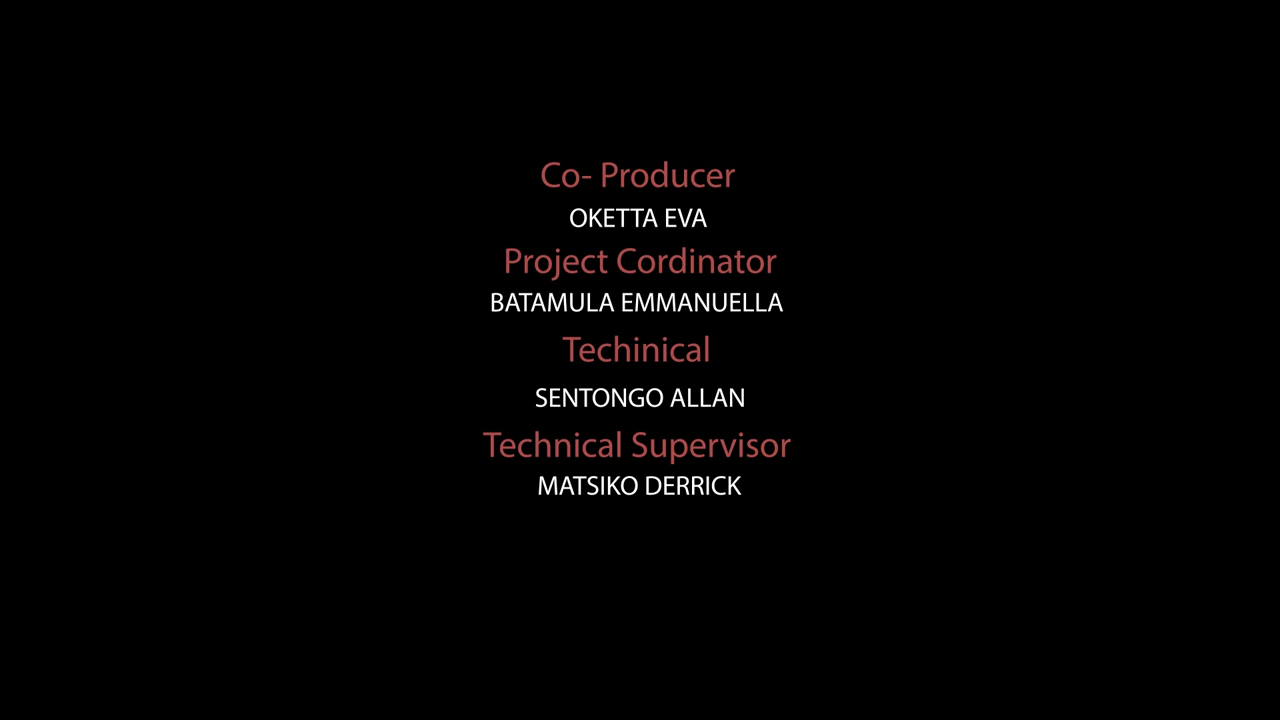 Co- Producer
OKETTA EVA
Project Cordinator
BATAMULA EMMANUELLA
Techinical
SENTONGO ALLAN
Technical Supervisor
MATSIKO DERRICK